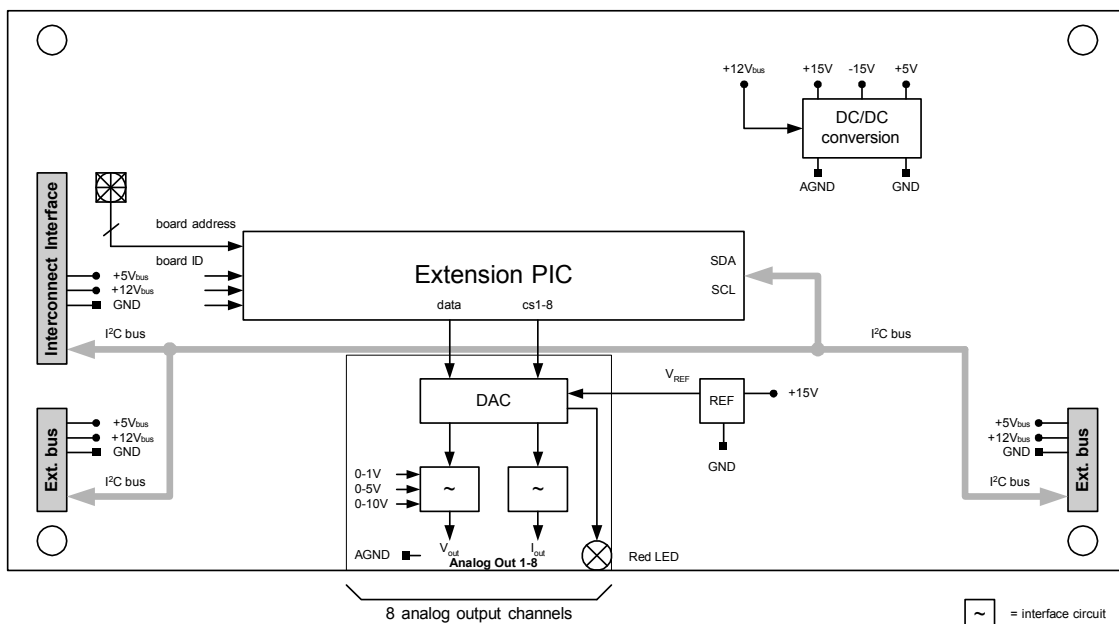 +12Vbus
+15V
-15V
+5V
DC/DC
conversion
AGND
GND
Interconnect Interface
board address
board ID
+5Vbus
+12Vbus
GND
Extension PIC
SDA
SCL
data
cs1-8
I²C bus
I²C bus
DAC
VREF
REF
+15V
GND
Ext. bus
+5Vbus
+12Vbus
GND
I²C bus
0-1V
0-5V
0-10V
~
~
AGND
Vout
Iout
Analog Out 1-8
Red LED
+5Vbus
+12Vbus
GND
Ext. bus
I²C bus
8 analog output channels
~ = interface circuit